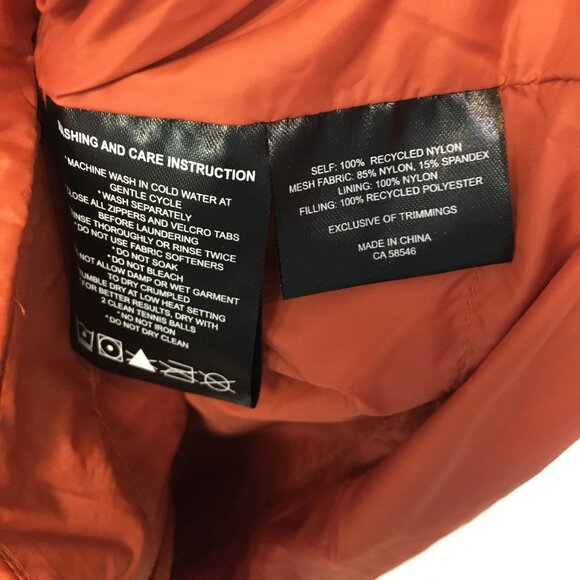 ASHING AND CARE INSTRUCTION
* MACHINE WASH IN COLD WATER AT
GENTLE CYCLE
* WASH SEPARATELY
CLOSE ALL ZIPPERS AND VELCRO TABS
BEFORE LAUNDERING
RINSE THOROUGHLY OR RINSE TWICE
* DO NOT USE FABRIC SOFTENERS
* DO NOT SOAK
* DO NOT BLEACH
NOT ALLOW DAMP OR WET GARMENT
TO DRY CRUMPLED
TUMBLE DRY AT LOW HEAT SETTING
FOR BETTER RESULTS, DRY WITH
2 CLEAN TENNIS BALLS
* NO NOT IRON
* DO NOT DRY CLEAN
SELF: 100% RECYCLED NYLON
MESH FABRIC: 85% NYLON, 15% SPANDEX
LINING: 100% NYLON
FILLING: 100% RECYCLED POLYESTER
EXCLUSIVE OF TRIMMINGS
MADE IN CHINA
CA 58546